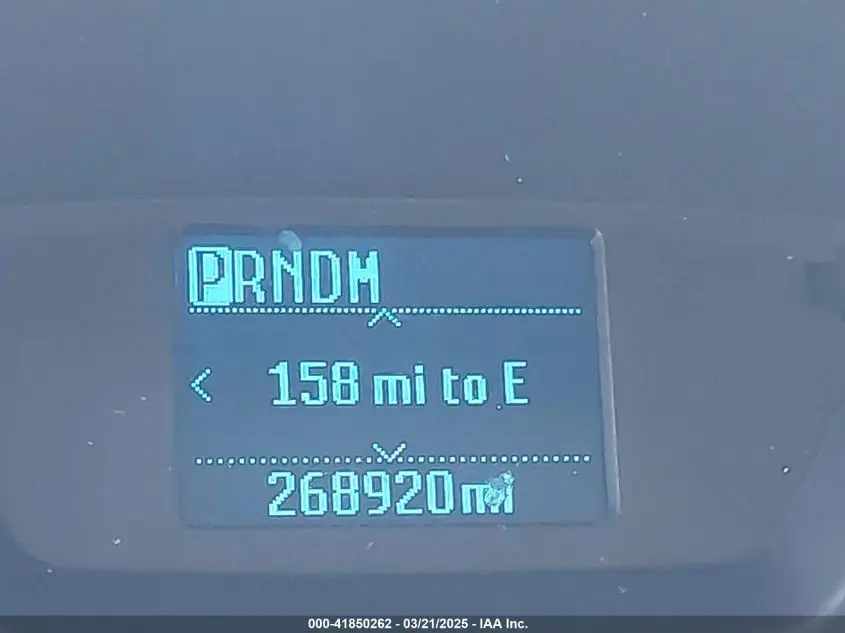 PRNDM
158 mi to E
268920mi
000-41850262 - 03/21/2025 - IAA Inc.